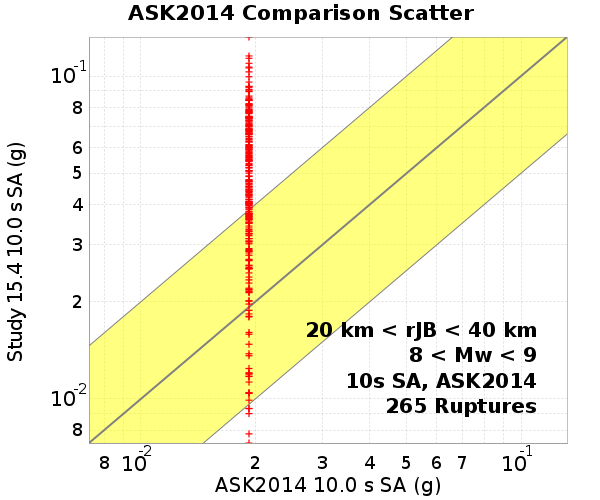 ASK2014 Comparison Scatter
Study 15.4 10.0 s SA (g)
10^-1
8
6
5
4
3
2
10^-2
8
20 km < rJB < 40 km
8 < Mw < 9
10s SA, ASK2014
265 Ruptures
8 10^-2 2 3 4 5 6 7 10^-1
ASK2014 10.0 s SA (g)